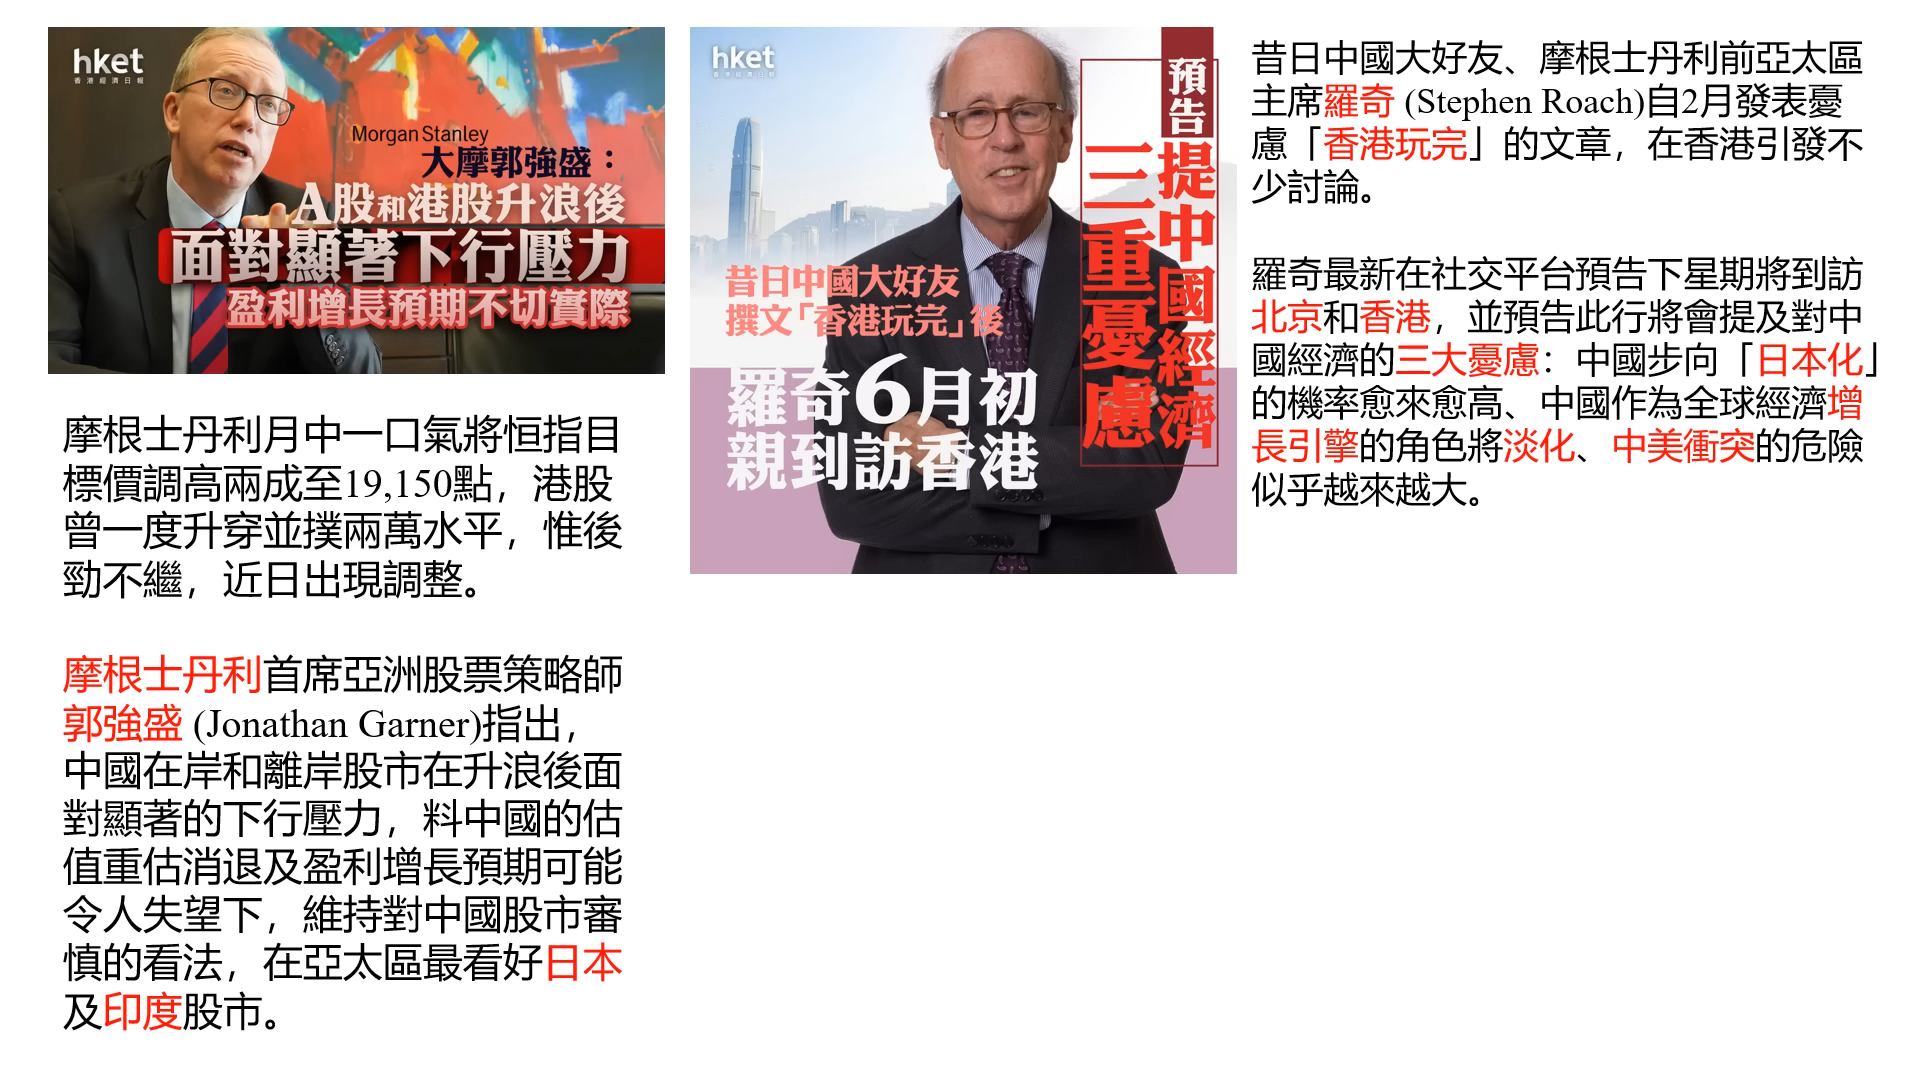 hket
香港經濟日報
Morgan Stanley
大摩郭強盛：
A股和港股升浪後
面對顯著下行壓力
盈利增長預期不切實際
摩根士丹利月中一口氣將恒指目
標價調高兩成至19,150點，港股
曾一度升穿並撲兩萬水平，惟後
勁不繼，近日出現調整。
摩根士丹利首席亞洲股票策略師
郭強盛 (Jonathan Garner)指出，
中國在岸和離岸股市在升浪後面
對顯著的下行壓力，料中國的估
值重估消退及盈利增長預期可能
令人失望下，維持對中國股市審
慎的看法，在亞太區最看好日本
及印度股市。
hket
香港經濟日報
預告
提中國經濟
三重憂慮
昔日中國大好友
撰文「香港玩完」後
羅奇6月初
親到訪香港
昔日中國大好友、摩根士丹利前亞太區
主席羅奇 (Stephen Roach)自2月發表憂
慮「香港玩完」的文章，在香港引發不
少討論。
羅奇最新在社交平台預告下星期將到訪
北京和香港，並預告此行將會提及對中
國經濟的三大憂慮：中國步向「日本化」
的機率愈來愈高、中國作為全球經濟增
長引擎的角色將淡化、中美衝突的危險
似乎越來越大。